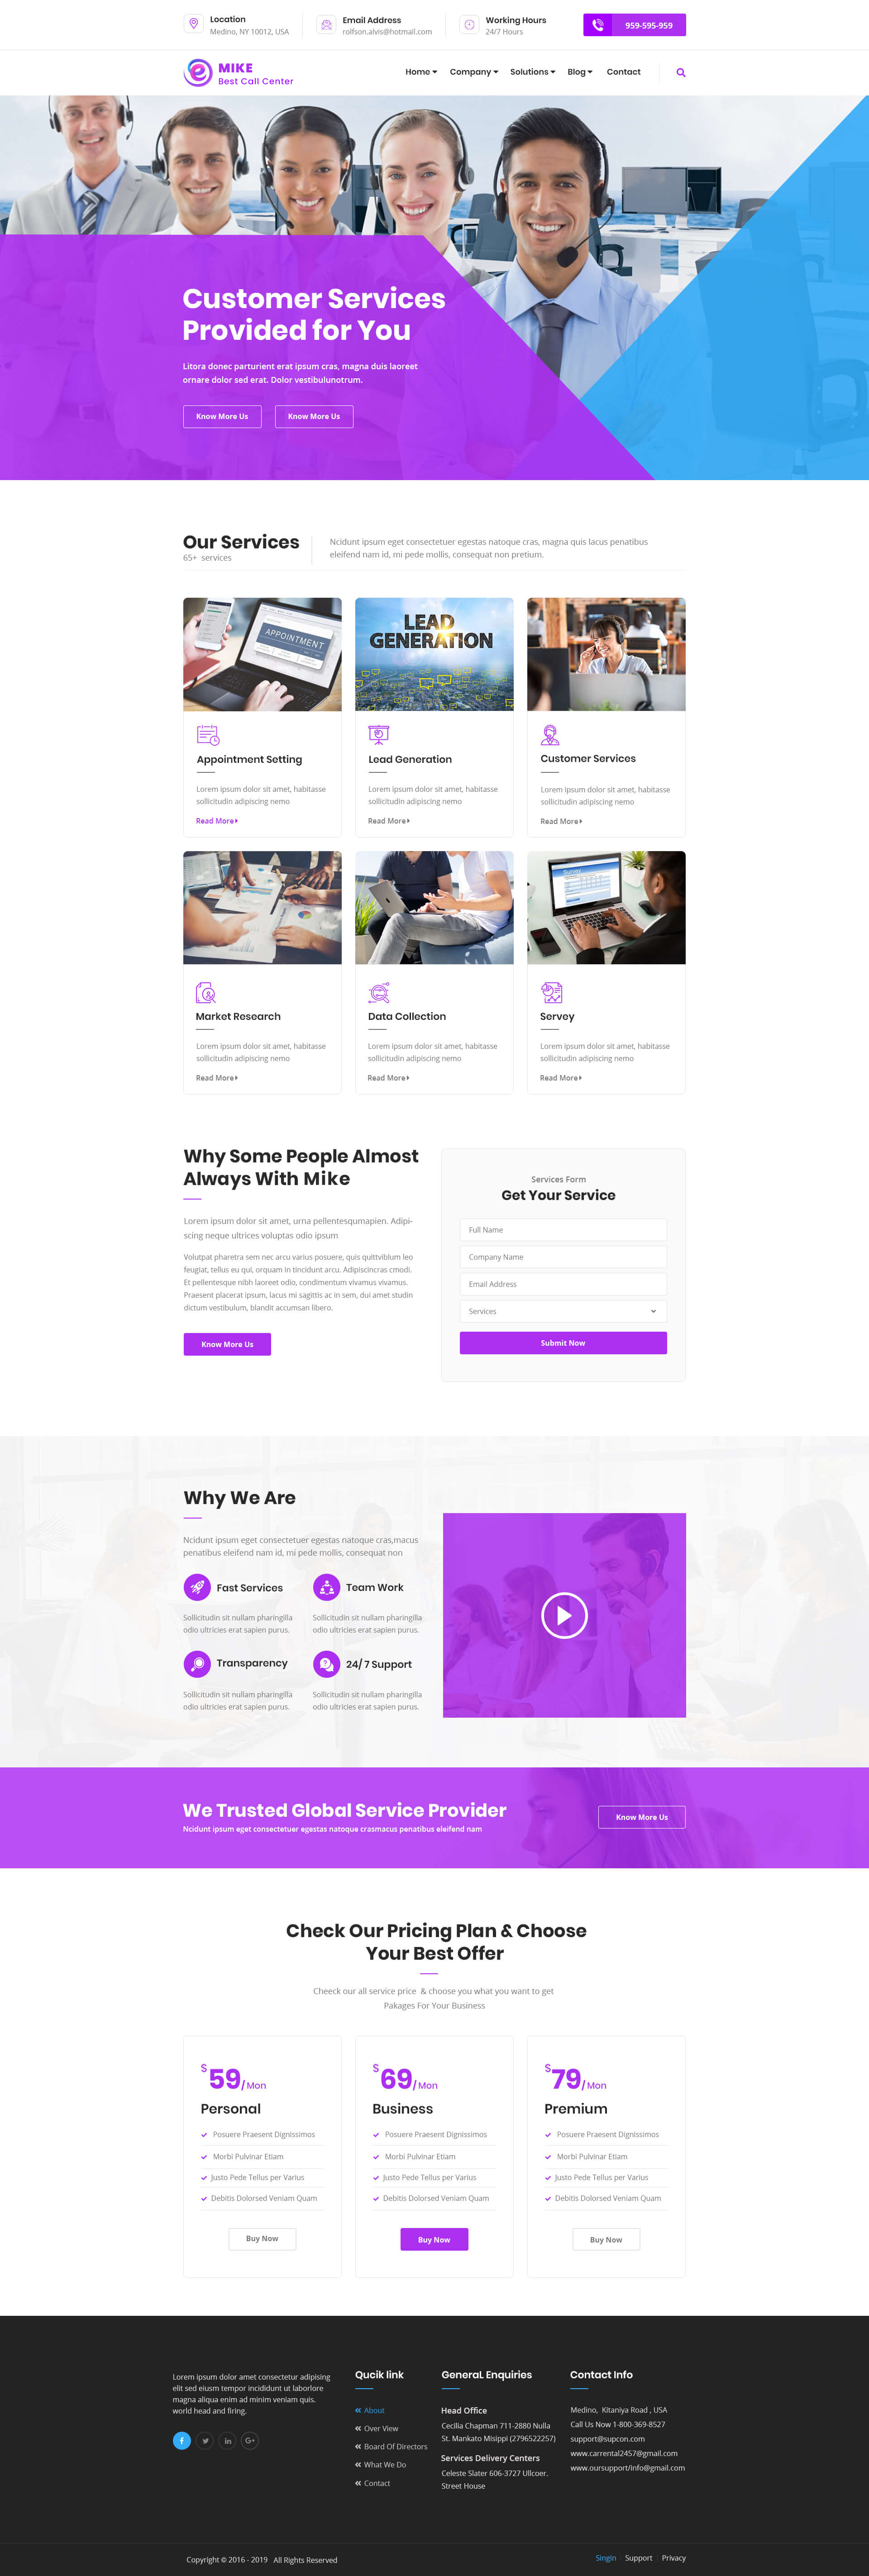 Location
Medino, NY 10012, USA
Email Address
rolfson.alvis@hotmail.com
Working Hours
24/7 Hours
959-595-959
MIKE
Best Call Center
Home
Company
Solutions
Blog
Contact
Customer Services
Provided for You
Litora donec parturient erat ipsum cras, magna duis laoreet
ornare dolor sed erat. Dolor vestibulunotrum.
Know More Us
Know More Us
Our Services
65+ services
Ncidunt ipsum eget consectetuer egestas natoque cras, magna quis lacus penatibus
eleifend nam id, mi pede mollis, consequat non pretium.
APPOINTMENT
LEAD
GENERATION
Appointment Setting
Lorem ipsum dolor sit amet, habitasse
sollicitudin adipiscing nemo
Read More
Lead Generation
Lorem ipsum dolor sit amet, habitasse
sollicitudin adipiscing nemo
Read More
Customer Services
Lorem ipsum dolor sit amet, habitasse
sollicitudin adipiscing nemo
Read More
Survey
Market Research
Lorem ipsum dolor sit amet, habitasse
sollicitudin adipiscing nemo
Read More
Data Collection
Lorem ipsum dolor sit amet, habitasse
sollicitudin adipiscing nemo
Read More
Servey
Lorem ipsum dolor sit amet, habitasse
sollicitudin adipiscing nemo
Read More
Why Some People Almost
Always With Mike
Lorem ipsum dolor sit amet, urna pellentesqumapien. Adipi-
scing neque ultrices voluptas odio ipsum
Volutpat pharetra sem nec arcu varius posuere, quis quittviblum leo
feugiat, tellus eu qui, orquam in tincidunt arcu. Adipiscincras cmodi.
Et pellentesque nibh laoreet odio, condimentum vivamus vivamus.
Praesent placerat ipsum, lacus mi sagittis ac in sem, dui amet studin
dictum vestibulum, blandit accumsan libero.
Know More Us
Services Form
Get Your Service
Full Name
Company Name
Email Address
Services
Submit Now
Why We Are
Ncidunt ipsum eget consectetuer egestas natoque cras,macus
penatibus eleifend nam id, mi pede mollis, consequat non
Fast Services
Sollicitudin sit nullam pharingilla
odio ultricies erat sapien purus.
Team Work
Sollicitudin sit nullam pharingilla
odio ultricies erat sapien purus.
Transparency
Sollicitudin sit nullam pharingilla
odio ultricies erat sapien purus.
24/ 7 Support
Sollicitudin sit nullam pharingilla
odio ultricies erat sapien purus.
We Trusted Global Service Provider
Ncidunt ipsum eget consectetuer egestas natoque crasmacus penatibus eleifend nam
Know More Us
Check Our Pricing Plan & Choose
Your Best Offer
Cheeck our all service price & choose you what you want to get
Pakages For Your Business
$59/Mon
Personal
Posuere Praesent Dignissimos
Morbi Pulvinar Etiam
Justo Pede Tellus per Varius
Debitis Dolorsed Veniam Quam
Buy Now
$69/Mon
Business
Posuere Praesent Dignissimos
Morbi Pulvinar Etiam
Justo Pede Tellus per Varius
Debitis Dolorsed Veniam Quam
Buy Now
$79/Mon
Premium
Posuere Praesent Dignissimos
Morbi Pulvinar Etiam
Justo Pede Tellus per Varius
Debitis Dolorsed Veniam Quam
Buy Now
Lorem ipsum dolor amet consectetur adipising
elit sed eiusm tempor incididunt ut laborlore
magna aliqua enim ad minim veniam quis.
world head and firing.
Qucik link
About
Over View
Board Of Directors
What We Do
Contact
GeneraL Enquiries
Head Office
Cecilia Chapman 711-2880 Nulla
St. Mankato Misippi (2796522257)
Services Delivery Centers
Celeste Slater 606-3727 Ullcoer.
Street House
Contact Info
Medino, Kitaniya Road , USA
Call Us Now 1-800-369-8527
support@supcon.com
www.carrental2457@gmail.com
www.oursupport/info@gmail.com
Copyright © 2016 - 2019 All Rights Reserved
Singin
Support
Privacy